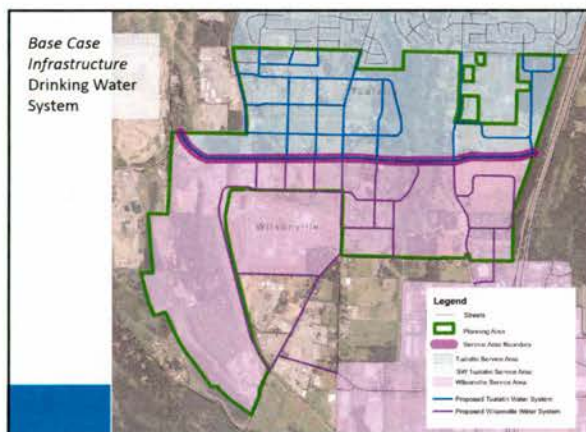 Base Case
Infrastructure
Drinking Water
System
Wilsonville
Legend
Streets
Planning Area
Service Area Boundary
Tualatin Service Area
SW Tualatin Service Area
Wilsonville Service Area
Proposed Tualatin Water System
Proposed Wilsonville Water System